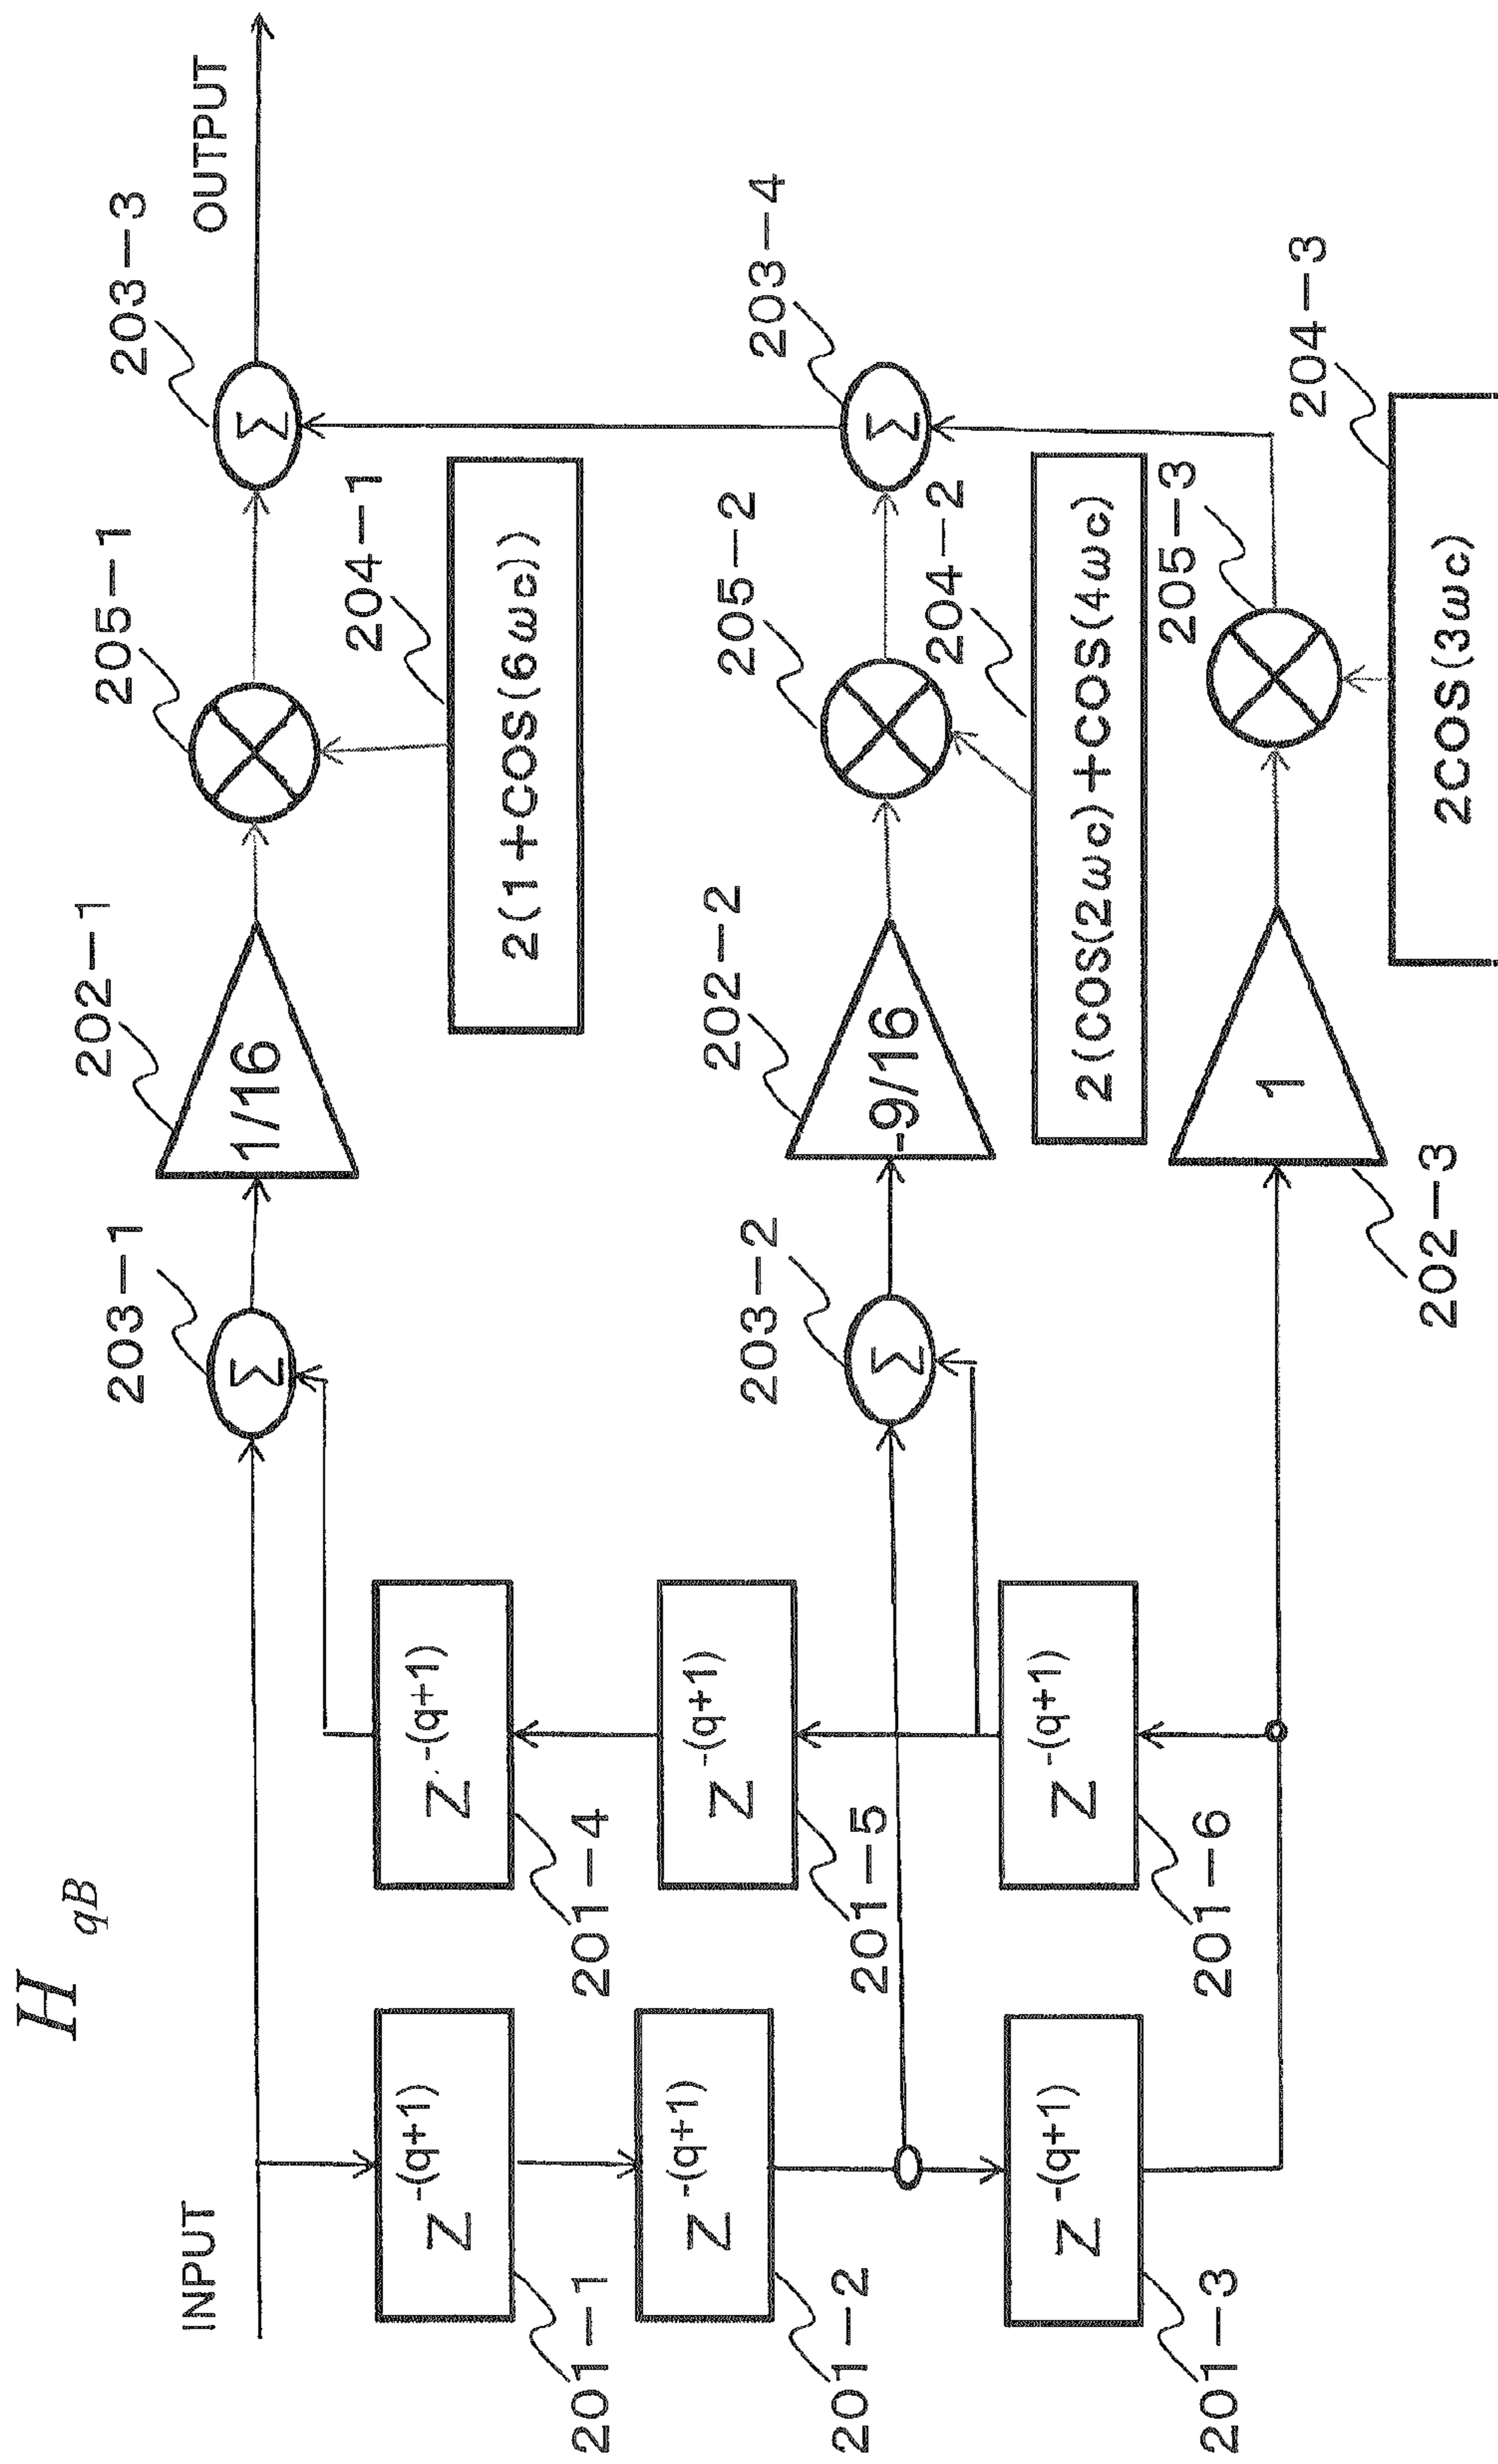 H qB
INPUT
OUTPUT
203-1
202-1
1/16
205-1
203-3
Σ
Σ
204-1
2(1+COS(6ωc))
Z-(q+1)
201-1
Z-(q+1)
201-4
Z-(q+1)
201-2
Z-(q+1)
201-5
203-2
Σ
202-2
-9/16
205-2
203-4
Σ
204-2
2(COS(2ωc)+COS(4ωc)
Z-(q+1)
201-3
Z-(q+1)
201-6
202-3
1
205-3
204-3
2COS(3ωc)